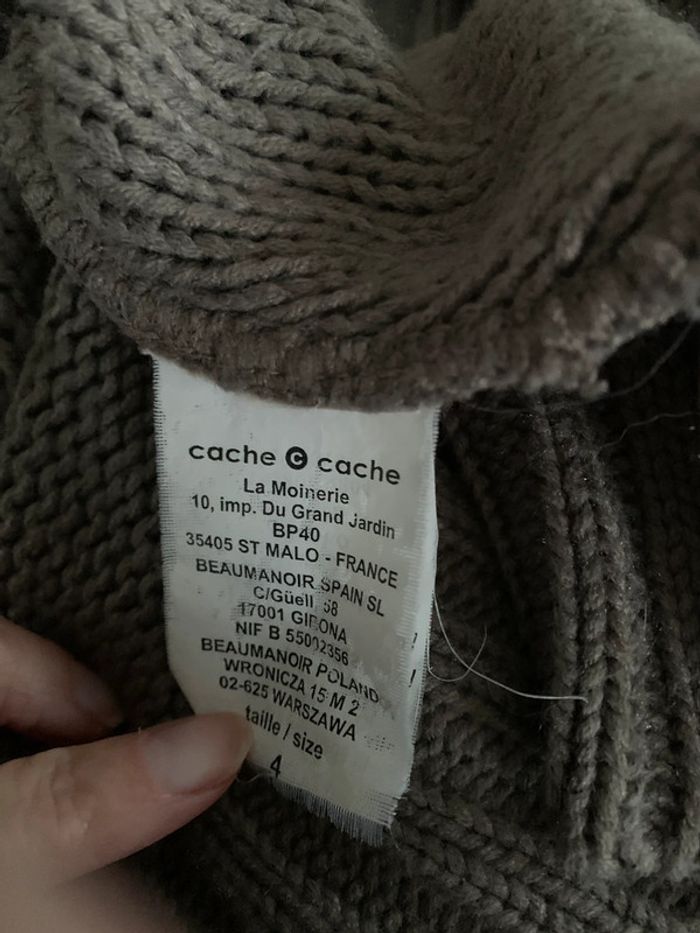 cache C cache
La Moinerie
10, imp. Du Grand Jardin
BP40
35405 ST MALO - FRANCE
BEAUMANOIR SPAIN SL
C/Güell 58
17001 GIRONA
NIF B 55002356
BEAUMANOIR POLAND
WRONICZA 15 M 2
02-625 WARSZAWA
taille / size
4